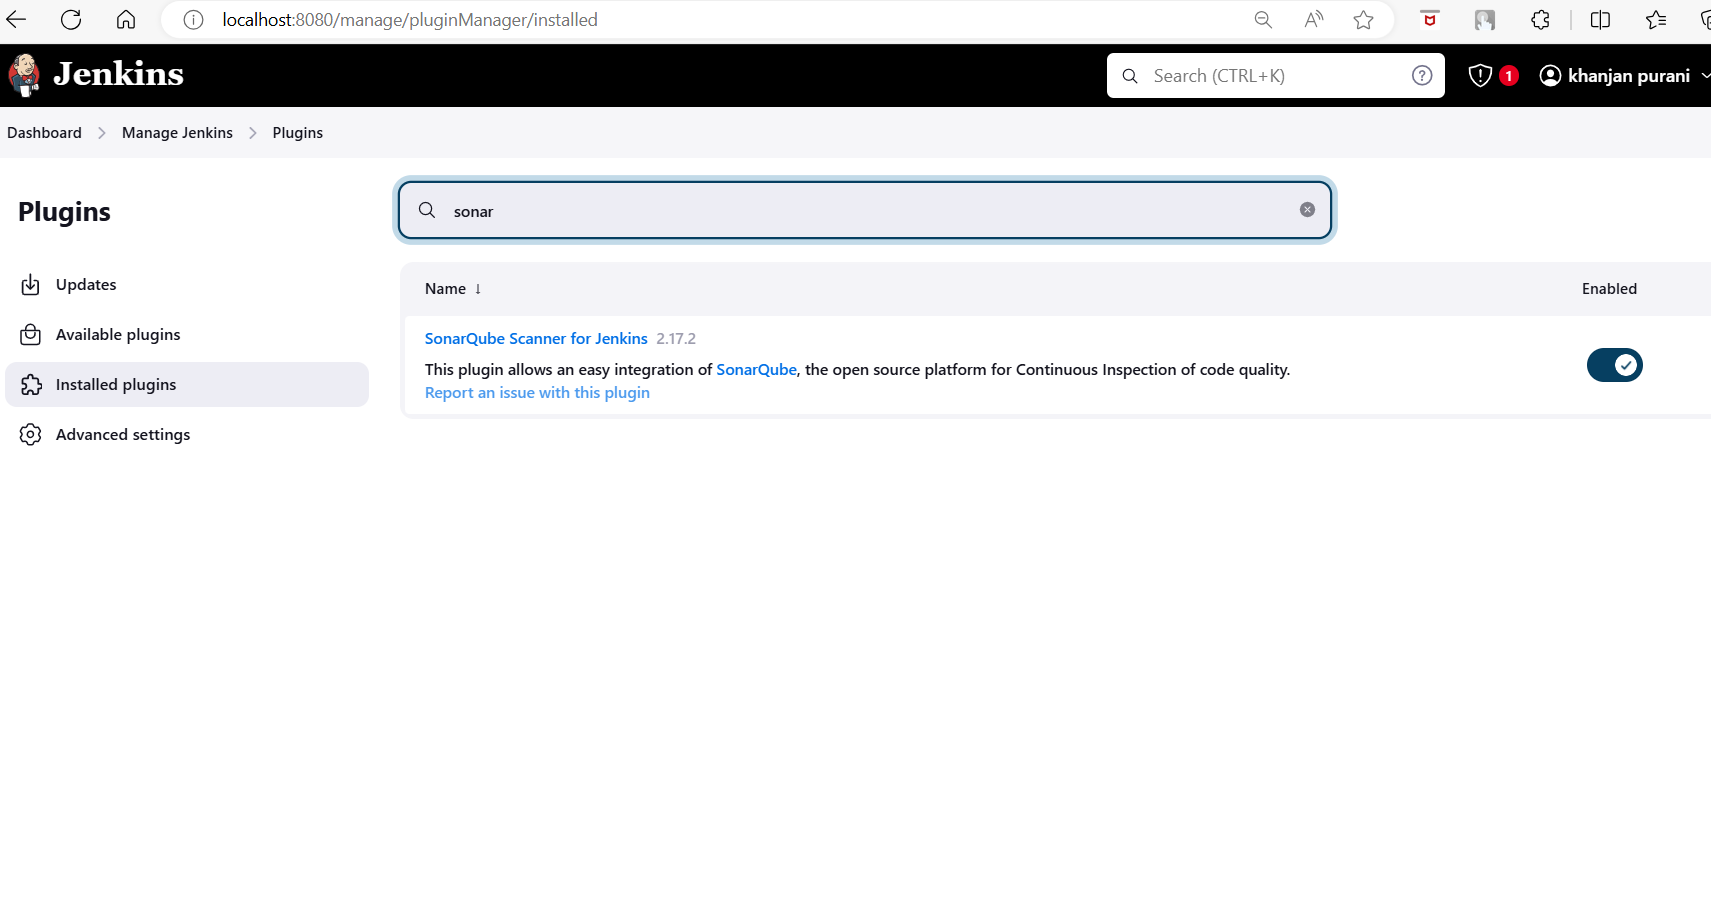 localhost:8080/manage/pluginManager/installed
Jenkins
Search (CTRL+K)
1
khanjan purani
Dashboard
Manage Jenkins
Plugins
Plugins
sonar
Updates
Available plugins
Installed plugins
Advanced settings
Name ↓
Enabled
SonarQube Scanner for Jenkins 2.17.2
This plugin allows an easy integration of SonarQube, the open source platform for Continuous Inspection of code quality.
Report an issue with this plugin